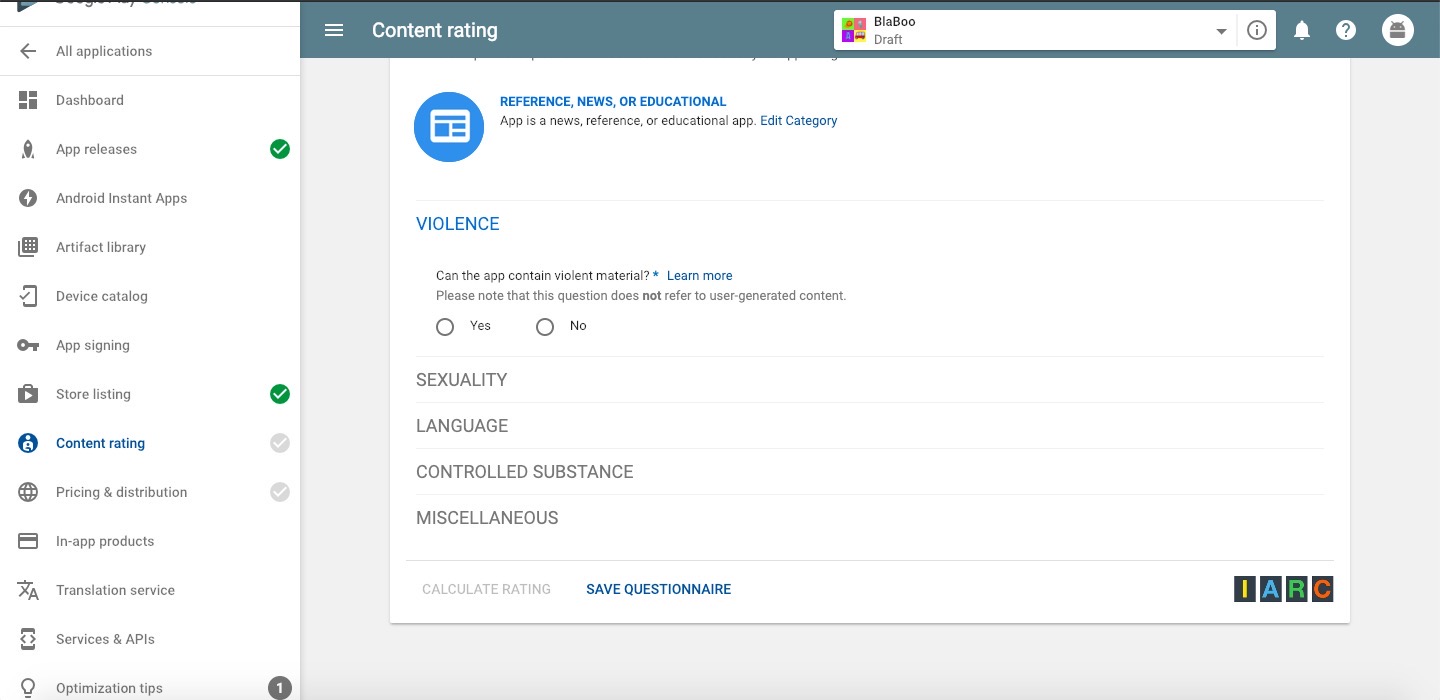 Google Play Console
All applications
Dashboard
App releases
Android Instant Apps
Artifact library
Device catalog
App signing
Store listing
Content rating
Pricing & distribution
In-app products
Translation service
Services & APIs
Optimization tips
1
Content rating
BlaBoo
Draft
REFERENCE, NEWS, OR EDUCATIONAL
App is a news, reference, or educational app. Edit Category
VIOLENCE
Can the app contain violent material? * Learn more
Please note that this question does not refer to user-generated content.
Yes No
SEXUALITY
LANGUAGE
CONTROLLED SUBSTANCE
MISCELLANEOUS
CALCULATE RATING SAVE QUESTIONNAIRE
IARC